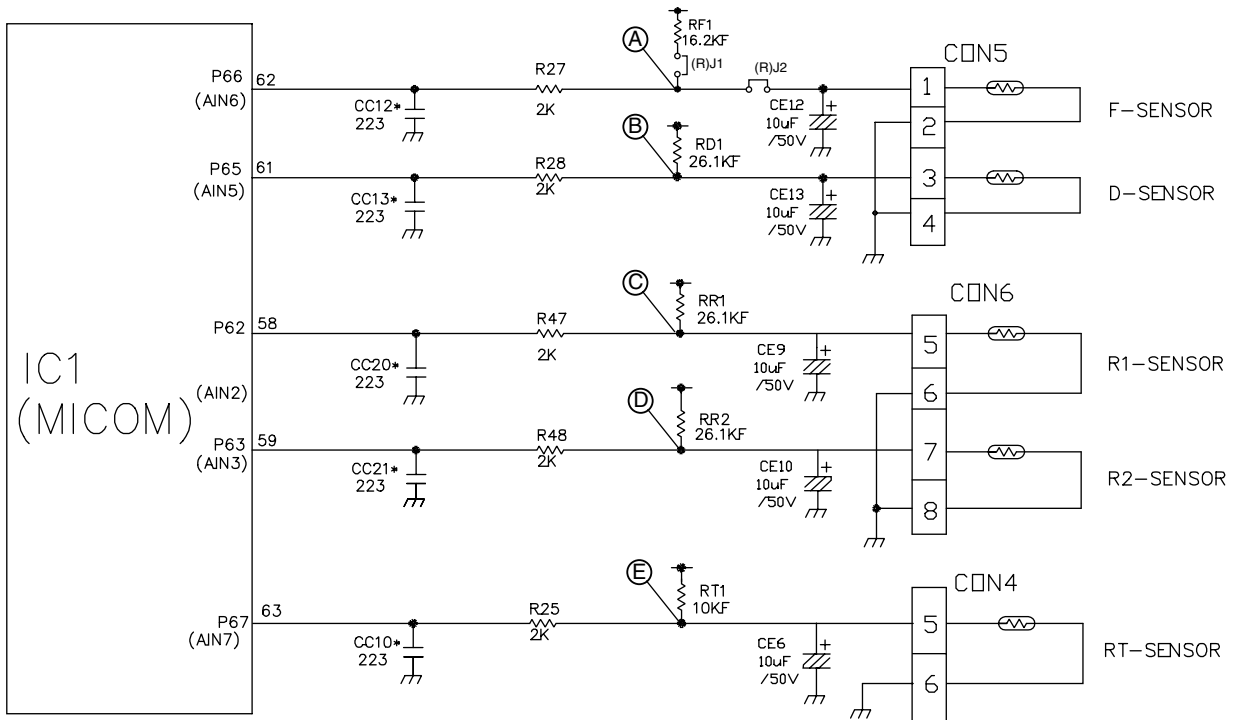 RF1
16.2KF
A
(R)J1
(R)J2
CON5
P66
62
(AIN6)
R27
2K
CC12*
223
CE12
+
10uF
/50V
1
2
F-SENSOR
B
RD1
26.1KF
P65
61
(AIN5)
R28
2K
CC13*
223
CE13
+
10uF
/50V
3
4
D-SENSOR
C
RR1
26.1KF
CON6
P62
58
(AIN2)
R47
2K
CC20*
223
CE9
+
10uF
/50V
5
6
R1-SENSOR
IC1
(MICOM)
D
RR2
26.1KF
P63
59
(AIN3)
R48
2K
CC21*
223
CE10
+
10uF
/50V
7
8
R2-SENSOR
E
RT1
10KF
CON4
P67
63
(AIN7)
R25
2K
CC10*
223
CE6
+
10uF
/50V
5
6
RT-SENSOR